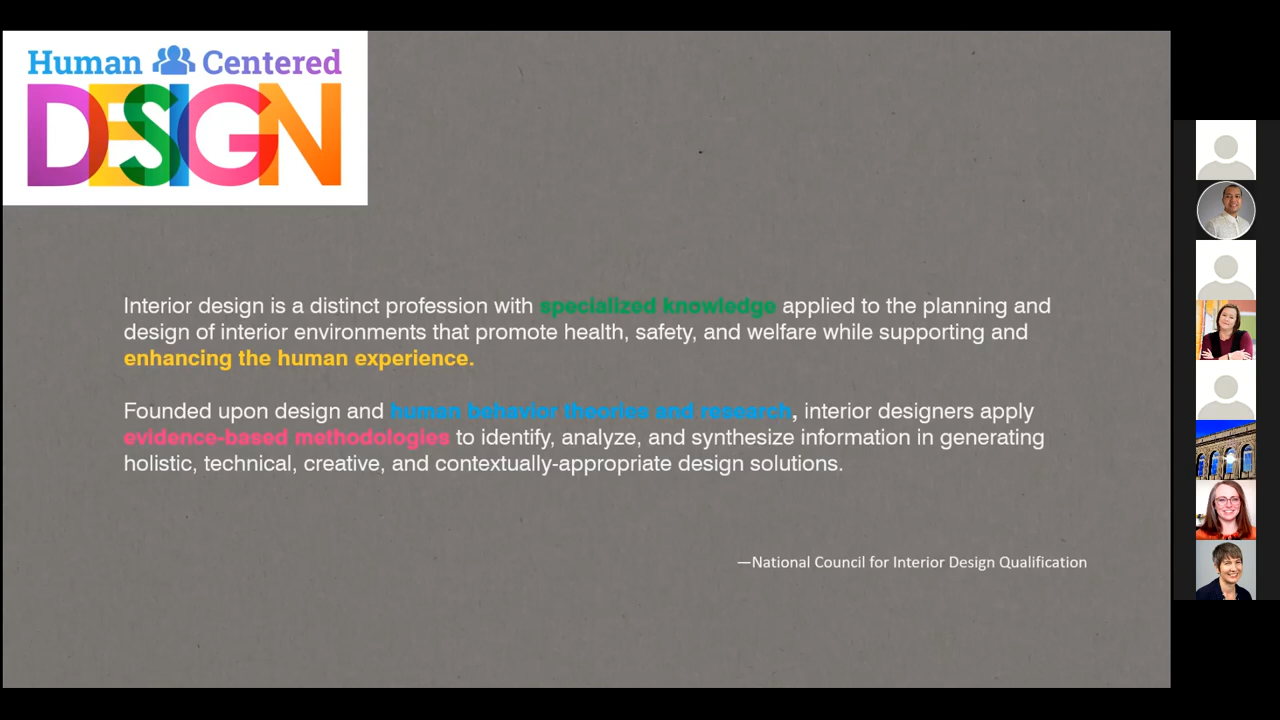 Human Centered
DESIGN
Interior design is a distinct profession with specialized knowledge applied to the planning and
design of interior environments that promote health, safety, and welfare while supporting and
enhancing the human experience.
Founded upon design and human behavior theories and research, interior designers apply
evidence-based methodologies to identify, analyze, and synthesize information in generating
holistic, technical, creative, and contextually-appropriate design solutions.
—National Council for Interior Design Qualification